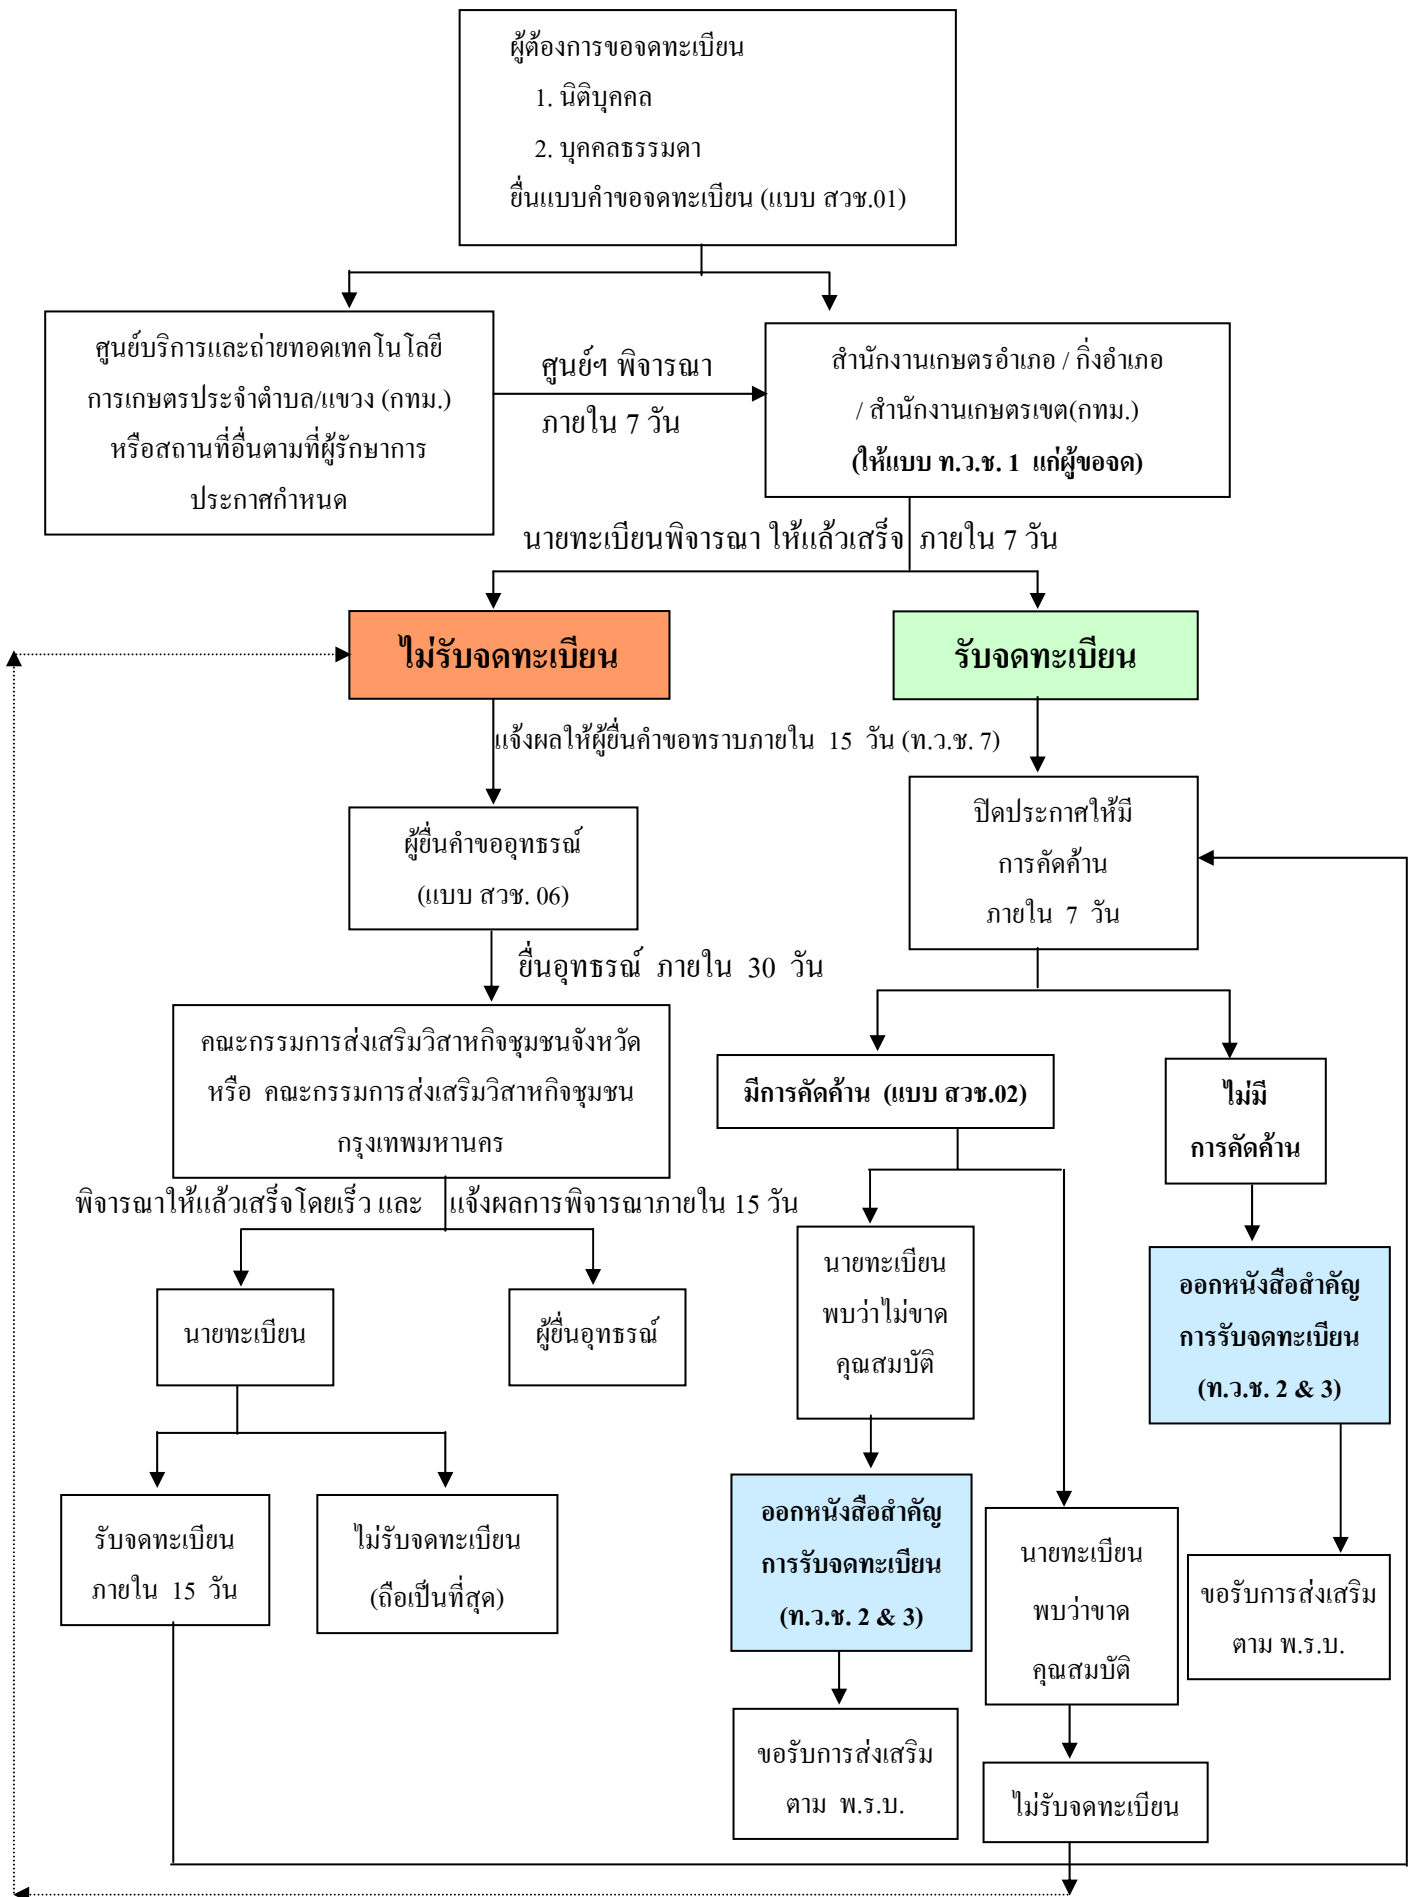 ผู้ต้องการขอจดทะเบียน
1. นิติบุคคล
2. บุคคลธรรมดา
ยื่นแบบคำขอจดทะเบียน (แบบ สวช.01)
ศูนย์บริการและถ่ายทอดเทคโนโลยี
การเกษตรประจำตำบล/แขวง (กทม.)
หรือสถานที่อื่นตามที่ผู้รักษาการ
ประกาศกำหนด
ศูนย์ฯ พิจารณา
ภายใน 7 วัน
สำนักงานเกษตรอำเภอ / กิ่งอำเภอ
/ สำนักงานเกษตรเขต(กทม.)
(ให้แบบ ท.ว.ช. 1 แก่ผู้ขอจด)
นายทะเบียนพิจารณา ให้แล้วเสร็จ ภายใน 7 วัน
ไม่รับจดทะเบียน
รับจดทะเบียน
แจ้งผลให้ผู้ยื่นคำขอทราบภายใน 15 วัน (ท.ว.ช. 7)
ผู้ยื่นคำขออุทธรณ์
(แบบ สวช. 06)
ปิดประกาศให้มี
การคัดค้าน
ภายใน 7 วัน
ยื่นอุทธรณ์ ภายใน 30 วัน
คณะกรรมการส่งเสริมวิสาหกิจชุมชนจังหวัด
หรือ คณะกรรมการส่งเสริมวิสาหกิจชุมชน
กรุงเทพมหานคร
มีการคัดค้าน (แบบ สวช.02)
ไม่มี
การคัดค้าน
พิจารณาให้แล้วเสร็จโดยเร็ว และ แจ้งผลการพิจารณาภายใน 15 วัน
นายทะเบียน
ผู้ยื่นอุทธรณ์
นายทะเบียน
พบว่าไม่ขาด
คุณสมบัติ
ออกหนังสือสำคัญ
การรับจดทะเบียน
(ท.ว.ช. 2 & 3)
รับจดทะเบียน
ภายใน 15 วัน
ไม่รับจดทะเบียน
(ถือเป็นที่สุด)
ออกหนังสือสำคัญ
การรับจดทะเบียน
(ท.ว.ช. 2 & 3)
นายทะเบียน
พบว่าขาด
คุณสมบัติ
ขอรับการส่งเสริม
ตาม พ.ร.บ.
ขอรับการส่งเสริม
ตาม พ.ร.บ.
ไม่รับจดทะเบียน